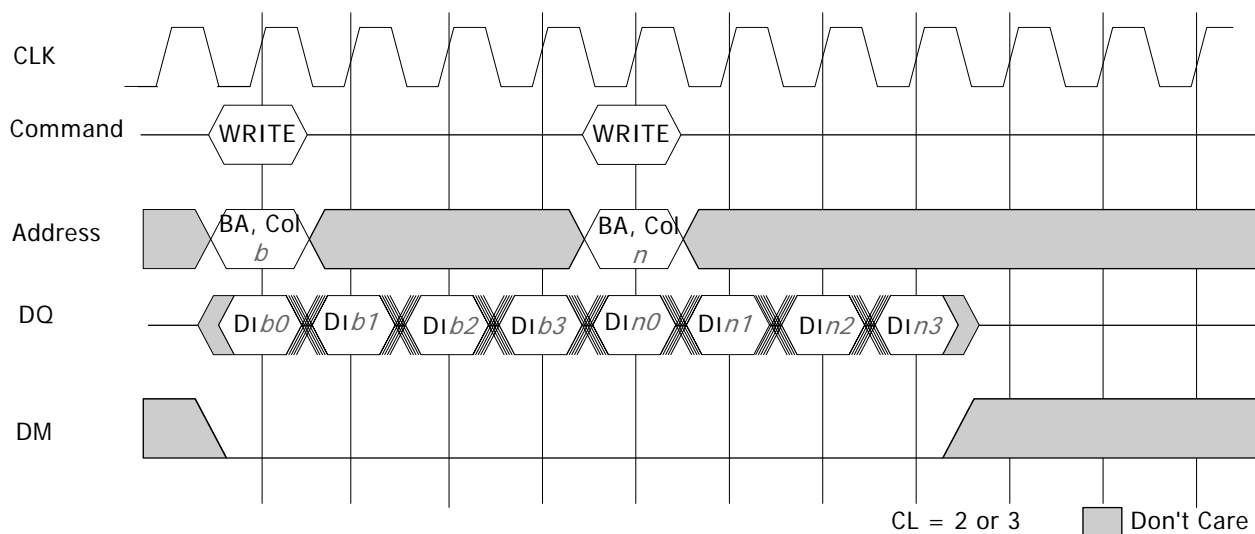 CLK
Command WRITE WRITE
Address BA, Col b BA, Col n
DQ DIb0 DIb1 DIb2 DIb3 DIn0 DIn1 DIn2 DIn3
DM
CL = 2 or 3 Don't Care